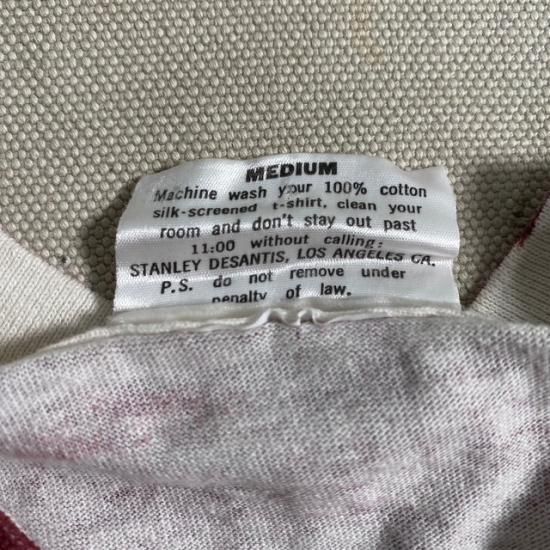 MEDIUM
Machine wash your 100% cotton
silk-screened t-shirt, clean your
room and don't stay out past
11:00 without calling:
STANLEY DESANTIS, LOS ANGELES CA.
P.S. do not remove under
penalty of law.